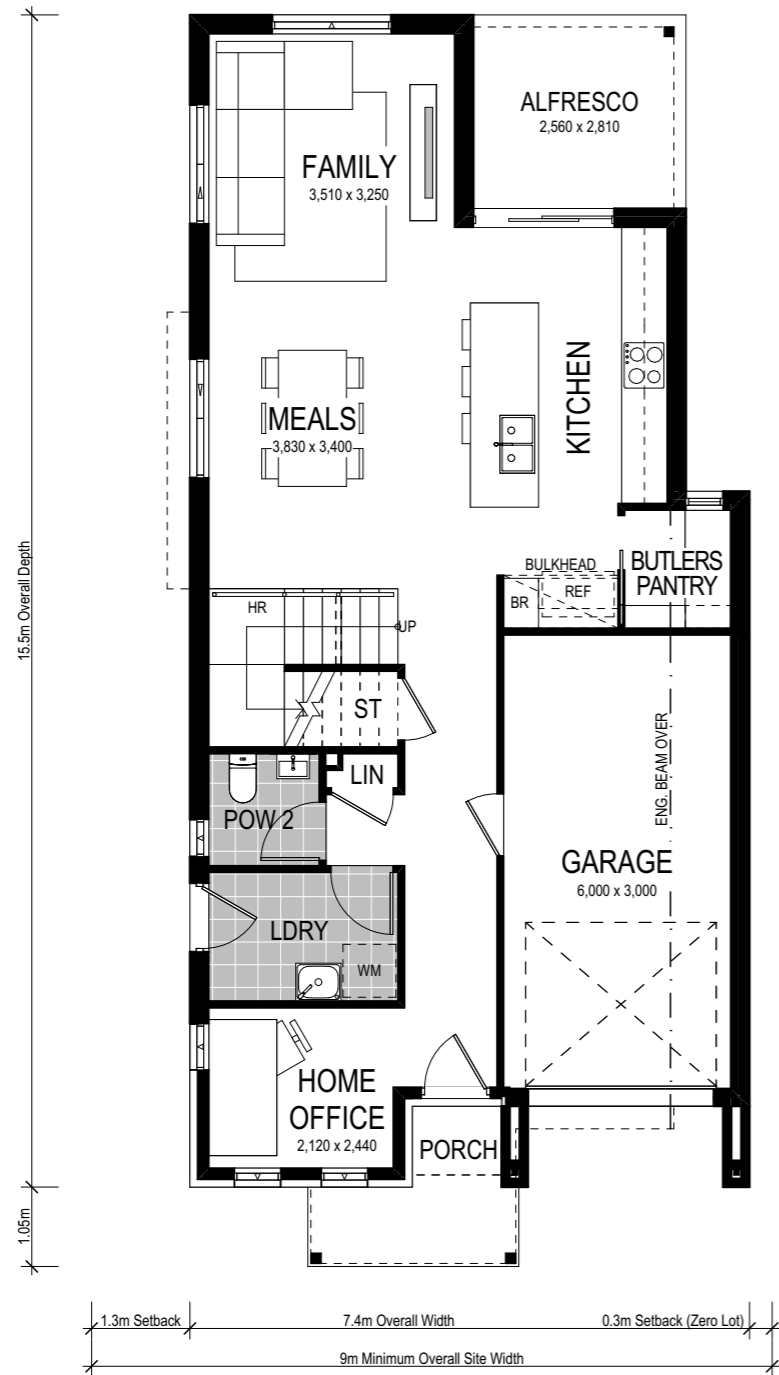 ALFRESCO
2,560 x 2,810
FAMILY
3,510 x 3,250
KITCHEN
MEALS
3,830 x 3,400
15.5m Overall Depth
BULKHEAD
BUTLERS
PANTRY
BR
REF
HR
UP
ST
LIN
ENG. BEAM OVER
POW 2
GARAGE
6,000 x 3,000
LDRY
WM
HOME
OFFICE
2,120 x 2,440
PORCH
1.05m
1.3m Setback
7.4m Overall Width
0.3m Setback (Zero Lot)
9m Minimum Overall Site Width